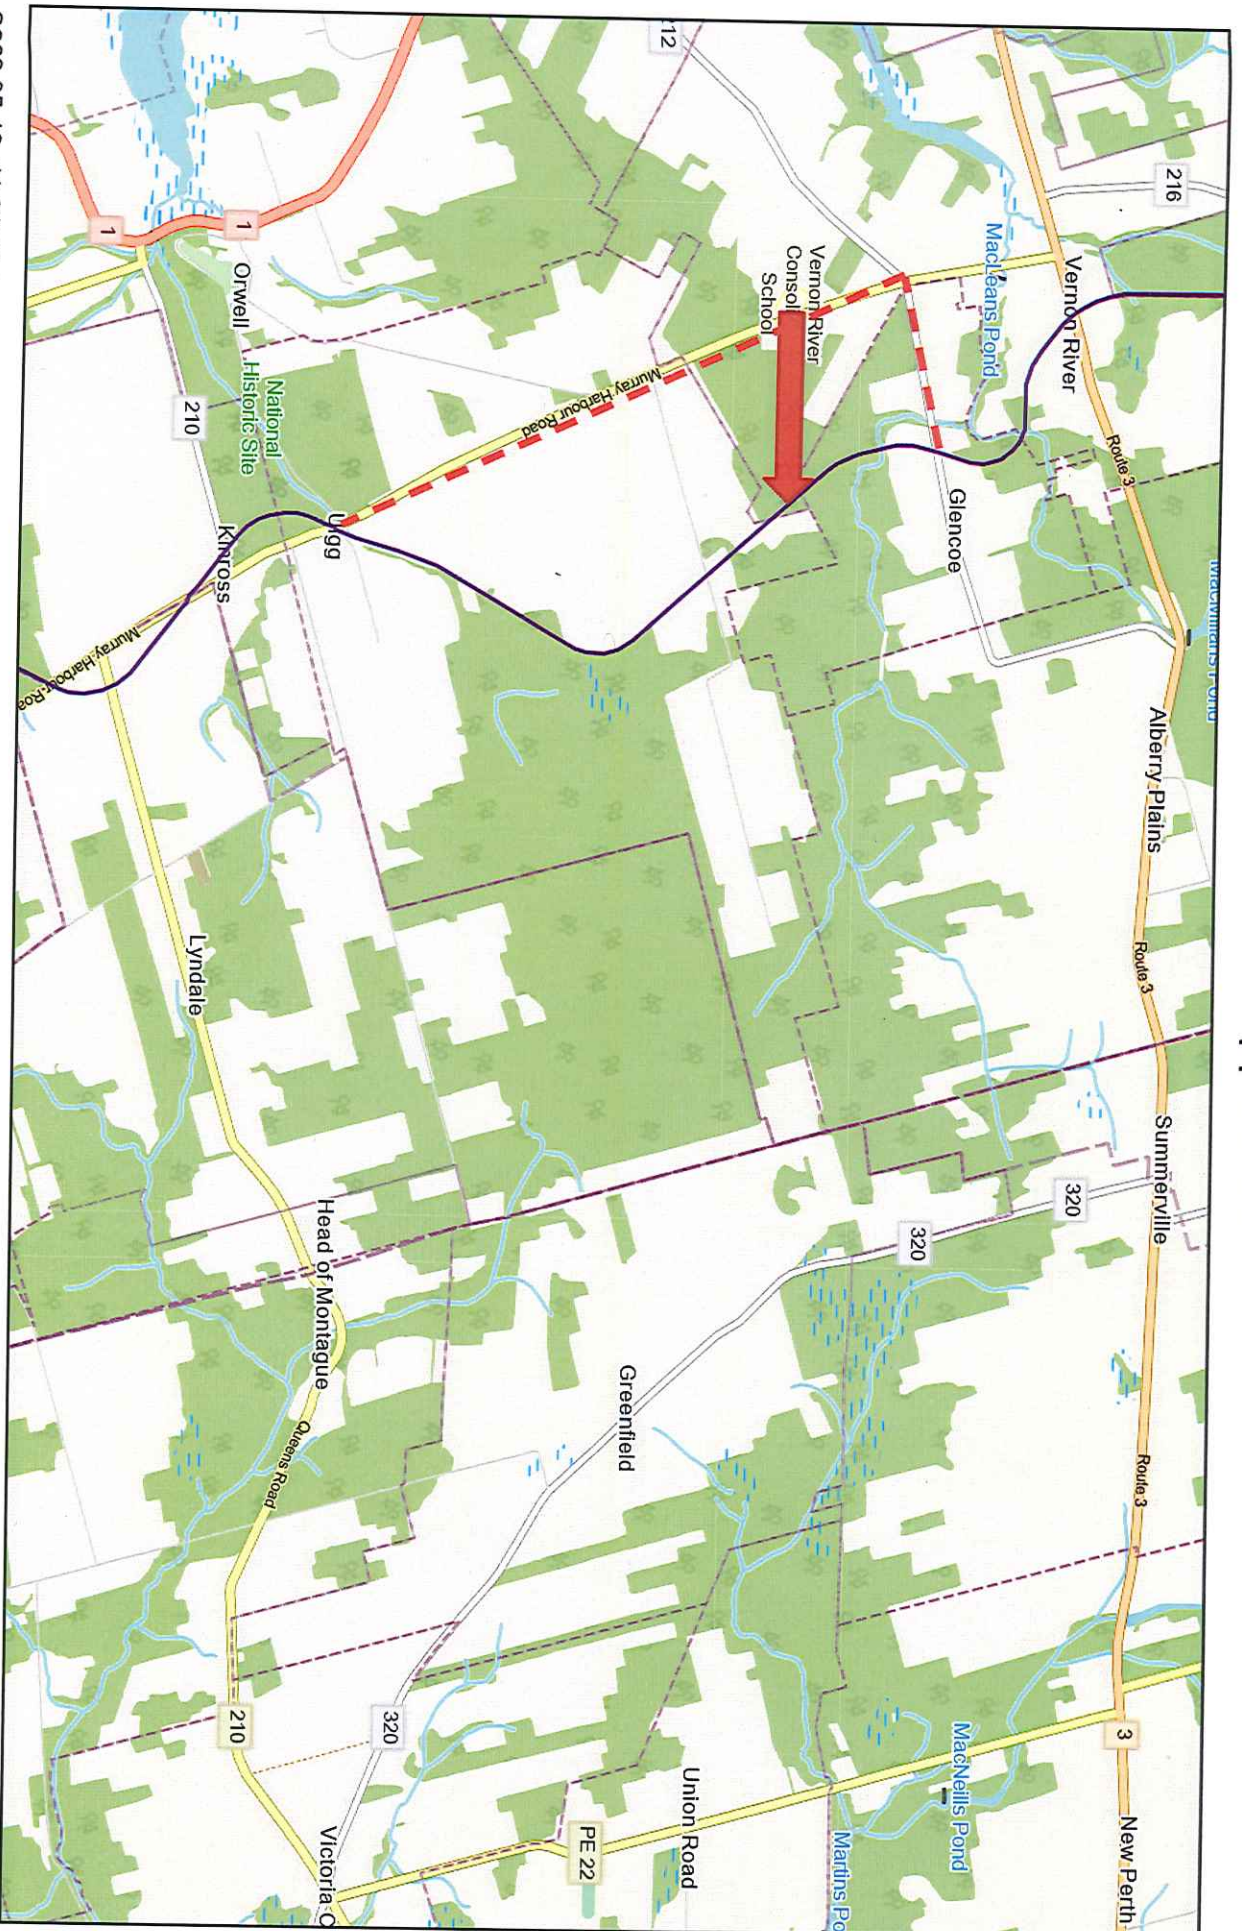 216
Vernon River
MacLeans Pond
12
Vernon River
Consol
School
Route 3
Glencoe
Alberry Plains
Route 3
Summerville
320
320
Route 3
3
New Perth
MacNeills Pond
Union Road
PE 22
Greenfield
Murray Harbour Road
1
1
Orwell
National
Historic Site
210
Uigg
Kinross
Murray Harbour Roa
Lyndale
Head of Montague
Queens Road
210
320
Victoria C
Martins Po